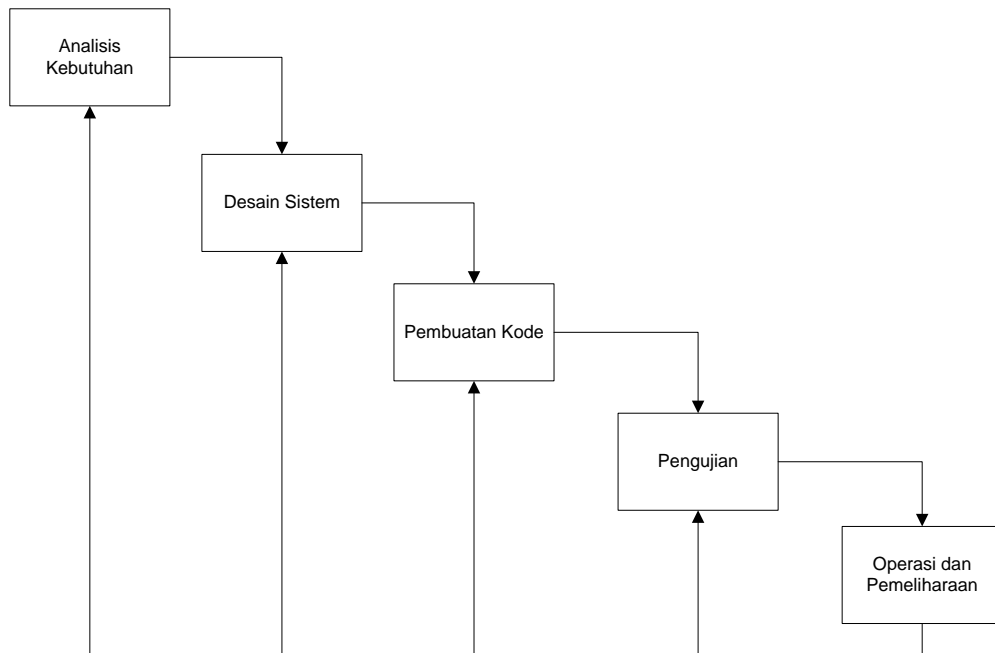 Analisis
Kebutuhan
Desain Sistem
Pembuatan Kode
Pengujian
Operasi dan
Pemeliharaan